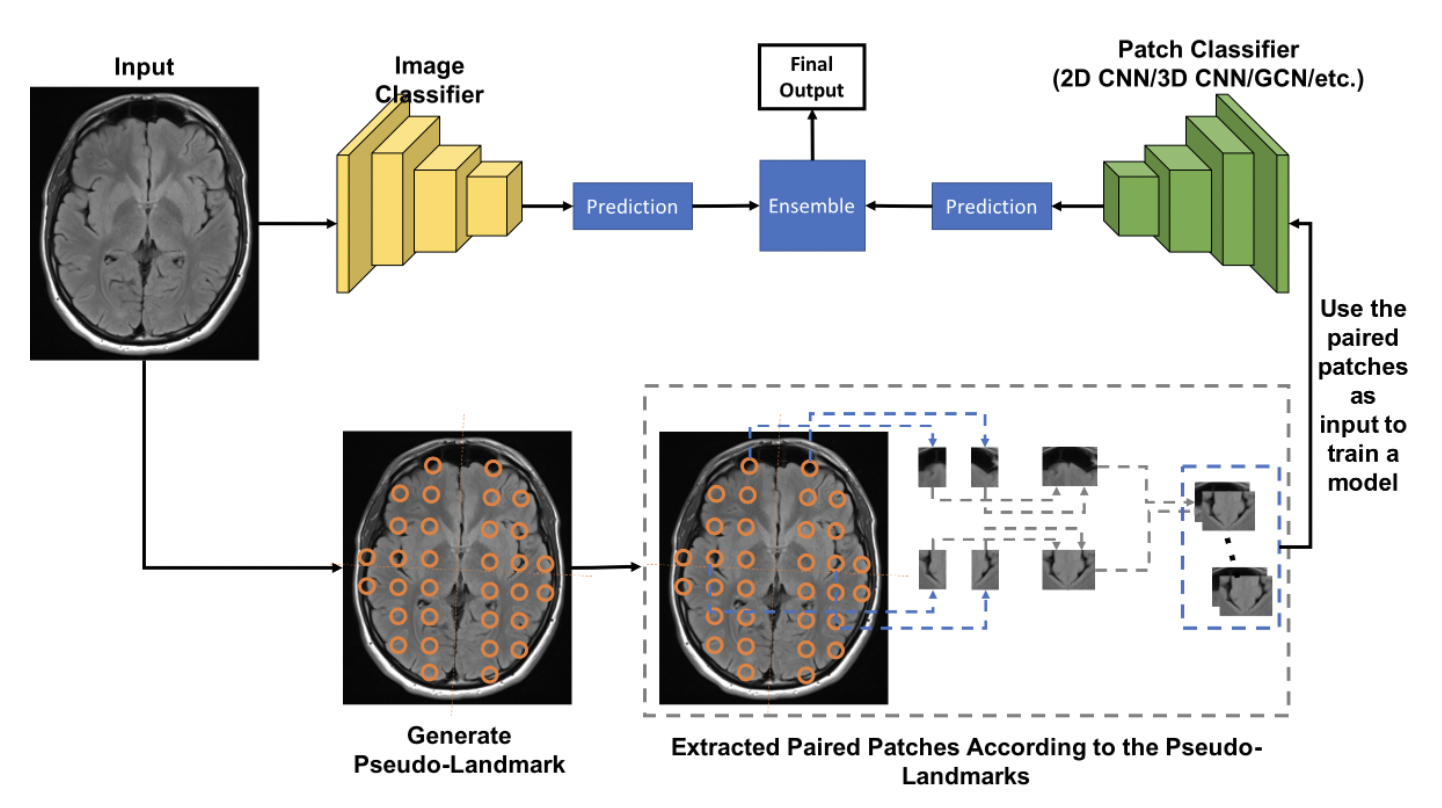 Input
Image
Classifier
Final
Output
Patch Classifier
(2D CNN/3D CNN/GCN/etc.)
Prediction
Ensemble
Prediction
Use the
paired
patches
as
input to
train a
model
Generate
Pseudo-Landmark
Extracted Paired Patches According to the Pseudo-
Landmarks